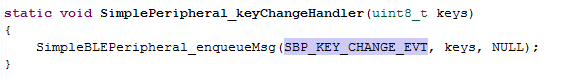 static void SimplePeripheral_keyChangeHandler(uint8_t keys)
{
    SimpleBLEPeripheral_enqueueMsg(SBP_KEY_CHANGE_EVT, keys, NULL);
}